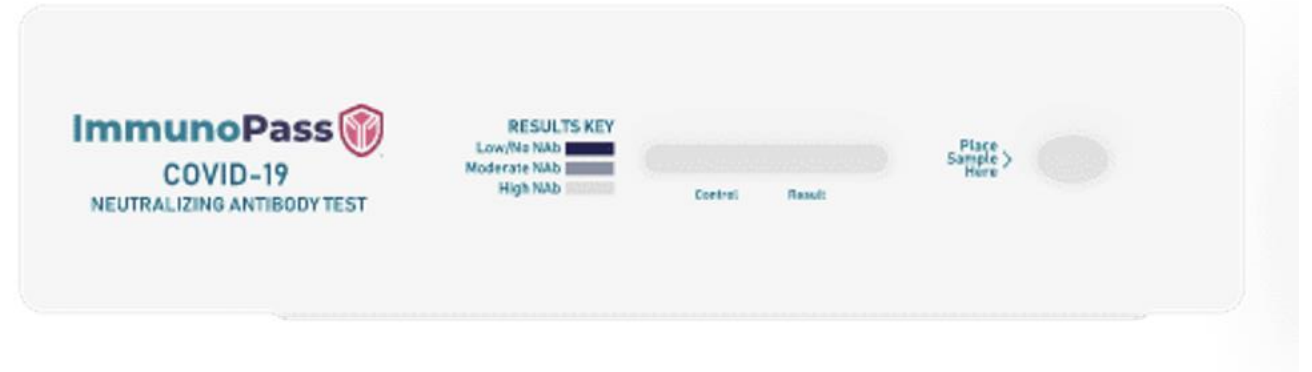 ImmunoPass
COVID-19
NEUTRALIZING ANTIBODY TEST
RESULTS KEY
Low/No NAb
Moderate NAb
High NAb
Control Result
Place
Sample
Here